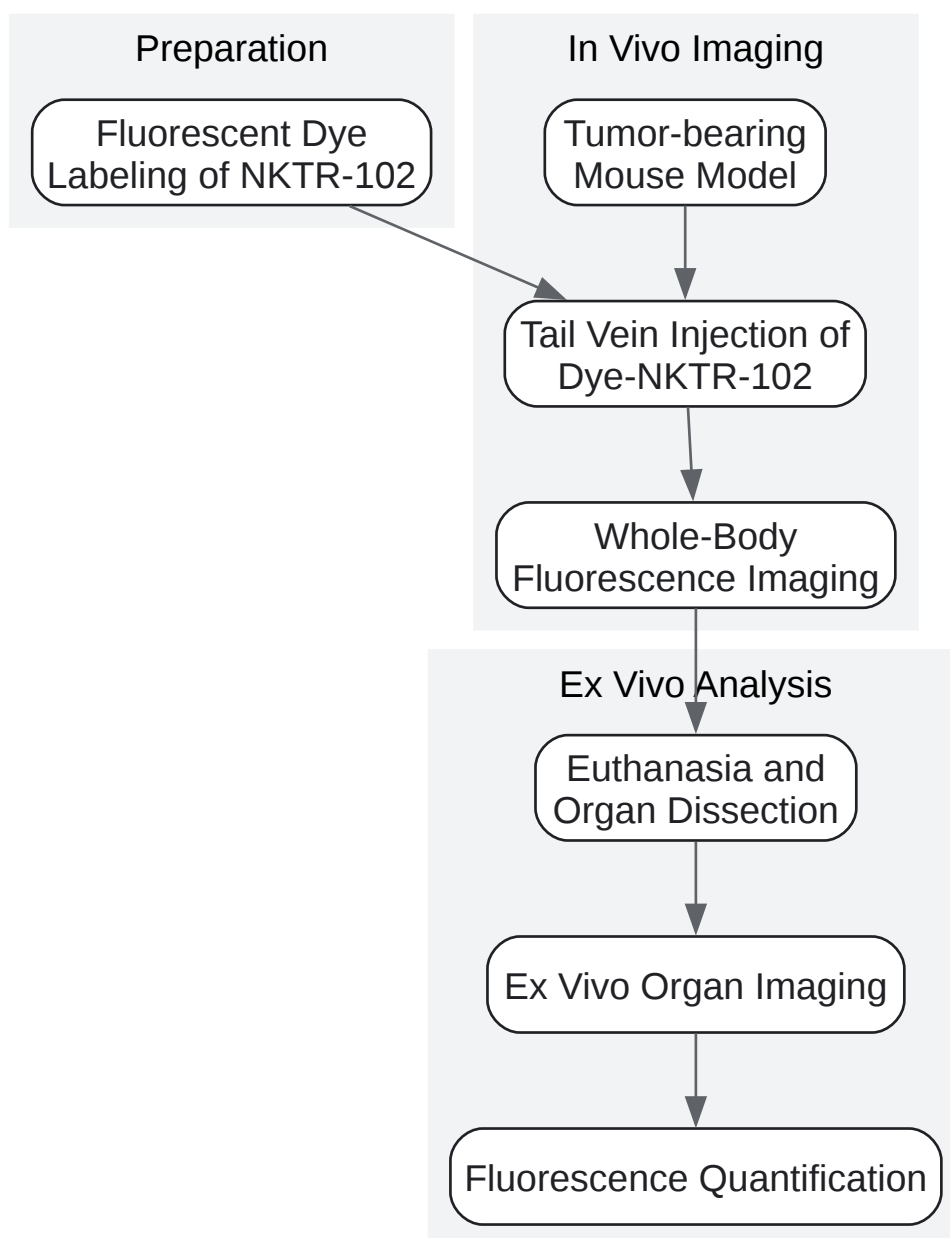 Preparation
Fluorescent Dye
Labeling of NKTR-102
In Vivo Imaging
Tumor-bearing
Mouse Model
Tail Vein Injection of
Dye-NKTR-102
Whole-Body
Fluorescence Imaging
Ex Vivo Analysis
Euthanasia and
Organ Dissection
Ex Vivo Organ Imaging
Fluorescence Quantification